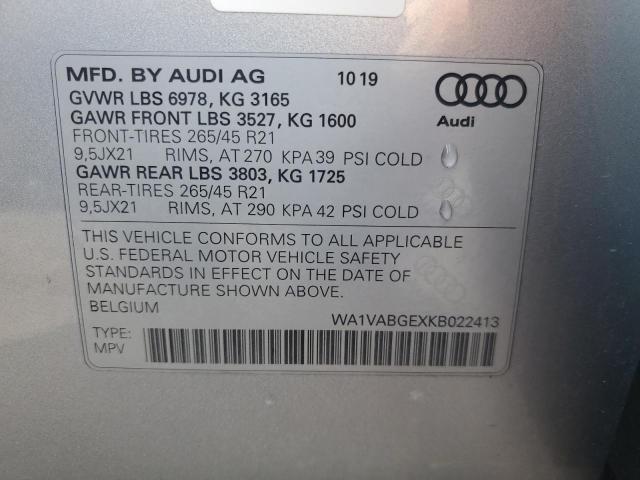 MFD. BY AUDI AG 10 19
GVWR LBS 6978, KG 3165
GAWR FRONT LBS 3527, KG 1600
Audi
FRONT-TIRES 265/45 R21
9,5JX21 RIMS, AT 270 KPA 39 PSI COLD
GAWR REAR LBS 3803, KG 1725
REAR-TIRES 265/45 R21
9,5JX21 RIMS, AT 290 KPA 42 PSI COLD
THIS VEHICLE CONFORMS TO ALL APPLICABLE
U.S. FEDERAL MOTOR VEHICLE SAFETY
STANDARDS IN EFFECT ON THE DATE OF
MANUFACTURE SHOWN ABOVE.
BELGIUM
WA1VABGEXKB022413
TYPE:
MPV